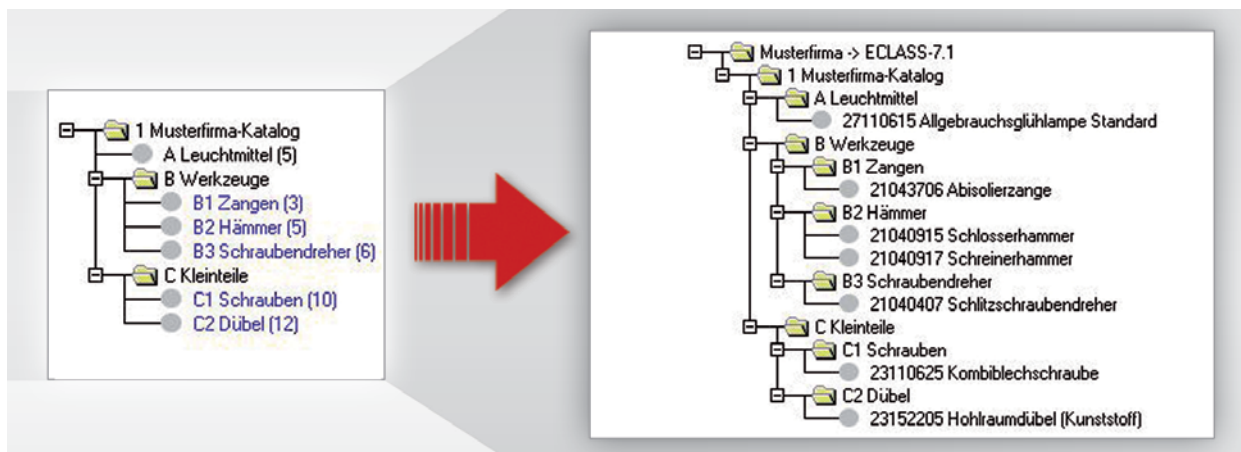 1 Musterfirma-Katalog
A Leuchtmittel (5)
B Werkzeuge
B1 Zangen (3)
B2 Hämmer (5)
B3 Schraubendreher (6)
C Kleinteile
C1 Schrauben (10)
C2 Dübel (12)
Musterfirma -> ECLASS-7.1
1 Musterfirma-Katalog
A Leuchtmittel
27110615 Allgebrauchsglühlampe Standard
B Werkzeuge
B1 Zangen
21043706 Abisolierzange
B2 Hämmer
21040915 Schlosserhammer
21040917 Schreinerhammer
B3 Schraubendreher
21040407 Schlitzschraubendreher
C Kleinteile
C1 Schrauben
23110625 Kombiblechschraube
C2 Dübel
23152205 Hohlraumdübel (Kunststoff)